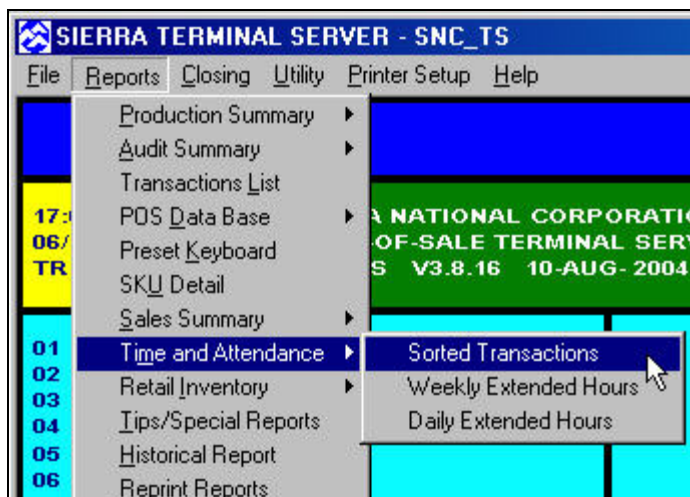 SIERRA TERMINAL SERVER - SNC_TS
File Reports Closing Utility Printer Setup Help
Production Summary
Audit Summary
Transactions List
POS Data Base
Preset Keyboard
SKU Detail
Sales Summary
Time and Attendance
Retail Inventory
Tips/Special Reports
Historical Report
Reprint Reports
Sorted Transactions
Weekly Extended Hours
Daily Extended Hours
17:
06/
TR
A NATIONAL CORPORATI
-OF-SALE TERMINAL SER
S V3.8.16 10-AUG-2004
01
02
03
04
05
06